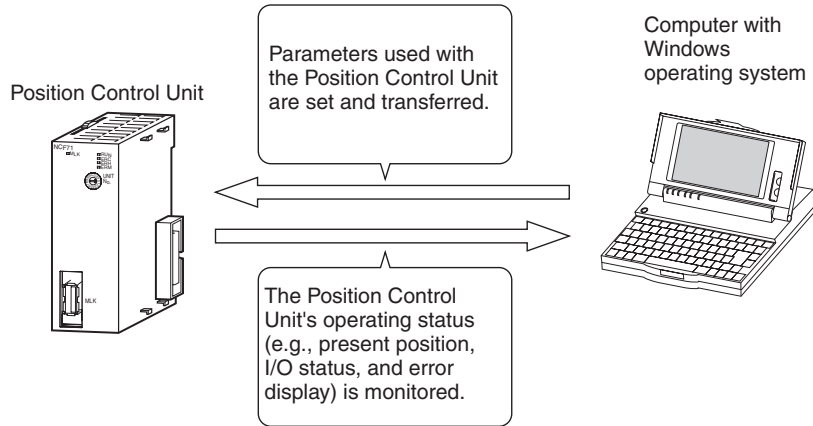 Parameters used with
the Position Control Unit
are set and transferred.
Computer with
Windows
operating system
Position Control Unit
NCF71
MLK
UNIT
No.
MLK
The Position Control
Unit's operating status
(e.g., present position,
I/O status, and error
display) is monitored.